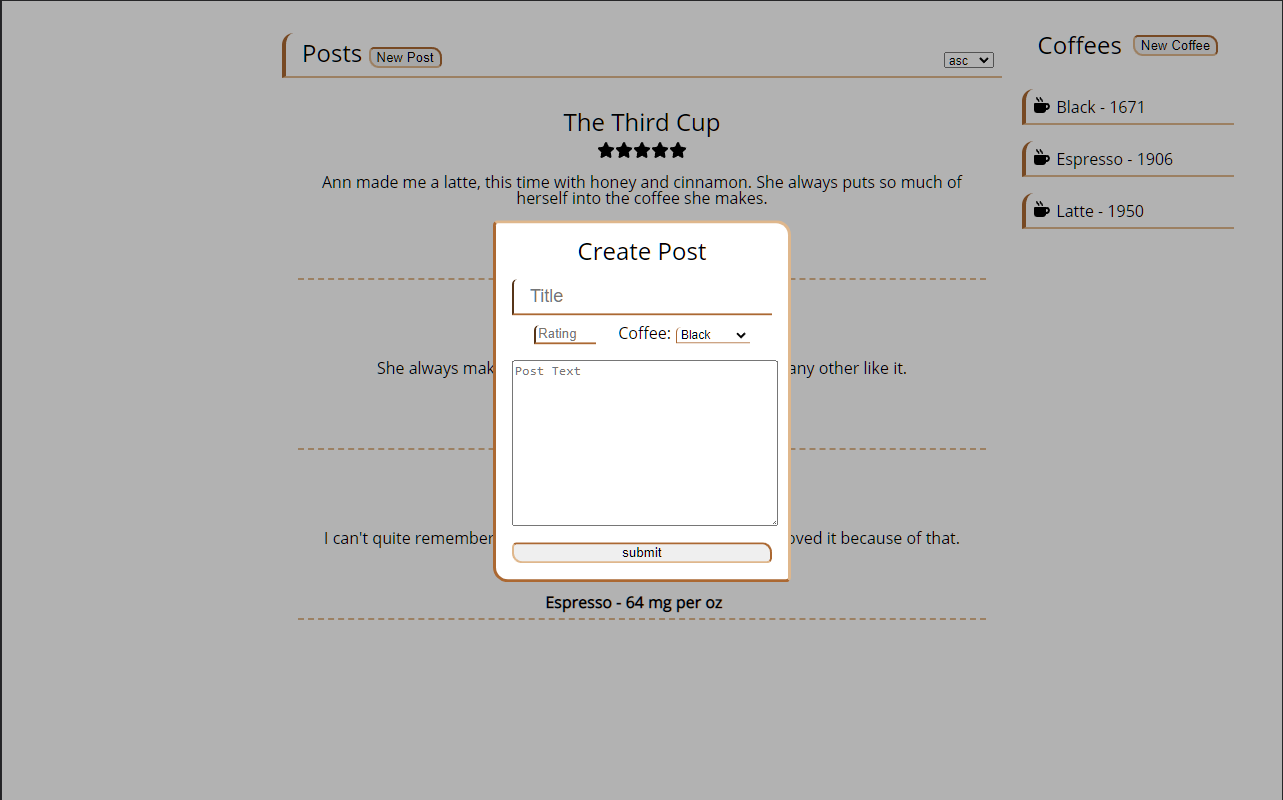 Posts New Post
asc
Coffees New Coffee
Black - 1671
Espresso - 1906
Latte - 1950
The Third Cup
Ann made me a latte, this time with honey and cinnamon. She always puts so much of
herself into the coffee she makes.
Create Post
Title
Rating Coffee: Black
Post Text
submit
She always mak
any other like it.
I can't quite remember
oved it because of that.
Espresso - 64 mg per oz